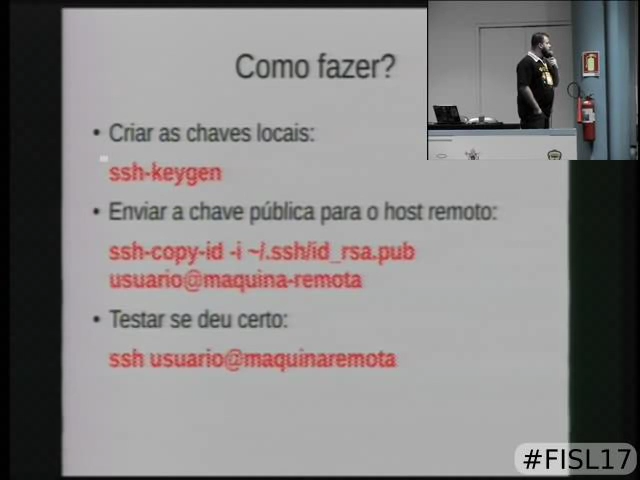 Como fazer?
• Criar as chaves locais:
ssh-keygen
• Enviar a chave pública para o host remoto:
ssh-copy-id -i ~/.ssh/id_rsa.pub
usuario@maquina-remota
• Testar se deu certo:
ssh usuario@maquinaremota
#FISL17